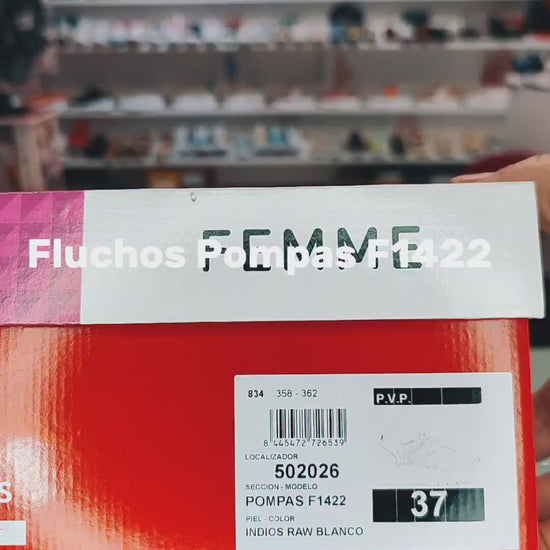 FEMME
Fluchos Pompas F1422
834 358 - 362
P.V.P.
8 445472 726539
LOCALIZADOR
502026
SECCION - MODELO
POMPAS F1422
37
PIEL - COLOR
INDIOS RAW BLANCO
S